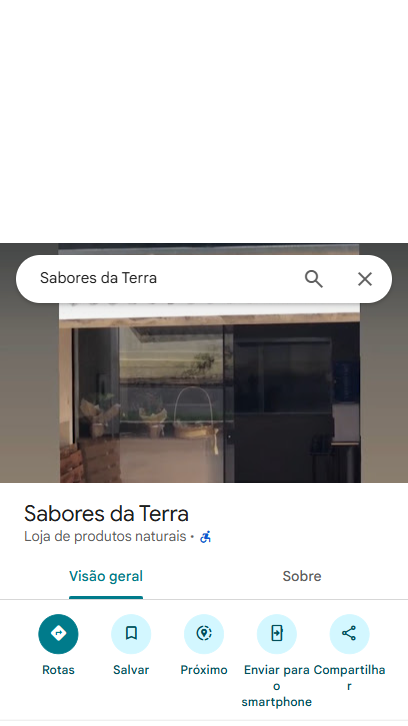 Sabores da Terra
Sabores da Terra
Loja de produtos naturais •
Visão geral
Sobre
Rotas
Salvar
Próximo
Enviar para
o
smartphone
Compartilha
r